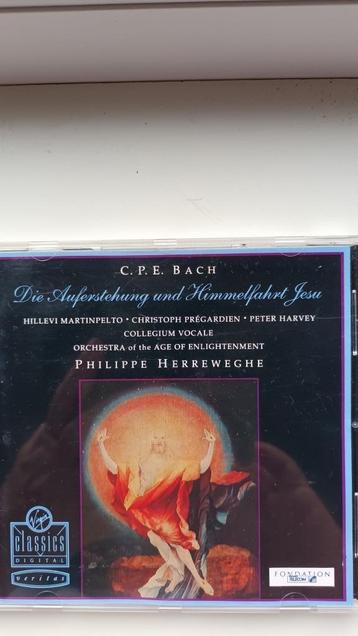 C.P.E. BACH
Die Auferstehung und Himmelfahrt Jesu
HILLEVI MARTINPELTO • CHRISTOPH PRÉGARDIEN • PETER HARVEY
COLLEGIUM VOCALE
ORCHESTRA of the AGE OF ENLIGHTENMENT
PHILIPPE HERREWEGHE
Virgin
classics
DIGITAL
veritas
FONDATION
TELECOM